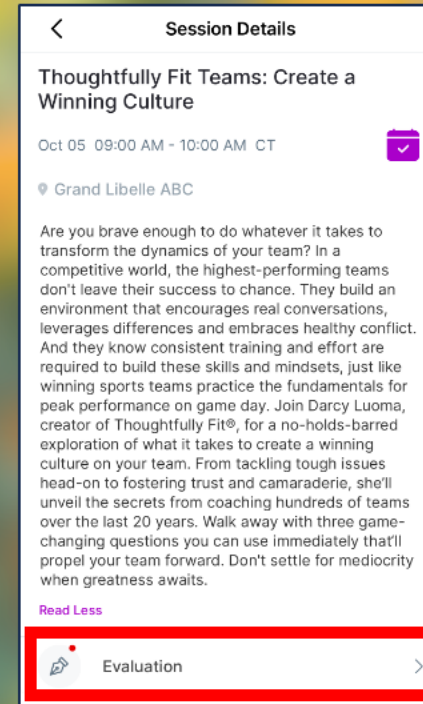 Session Details
Thoughtfully Fit Teams: Create a
Winning Culture
Oct 05 09:00 AM - 10:00 AM CT
Grand Libelle ABC
Are you brave enough to do whatever it takes to
transform the dynamics of your team? In a
competitive world, the highest-performing teams
don't leave their success to chance. They build an
environment that encourages real conversations,
leverages differences and embraces healthy conflict.
And they know consistent training and effort are
required to build these skills and mindsets, just like
winning sports teams practice the fundamentals for
peak performance on game day. Join Darcy Luoma,
creator of Thoughtfully Fit®, for a no-holds-barred
exploration of what it takes to create a winning
culture on your team. From tackling tough issues
head-on to fostering trust and camaraderie, she'll
unveil the secrets from coaching hundreds of teams
over the last 20 years. Walk away with three game-
changing questions you can use immediately that'll
propel your team forward. Don't settle for mediocrity
when greatness awaits.
Read Less
Evaluation